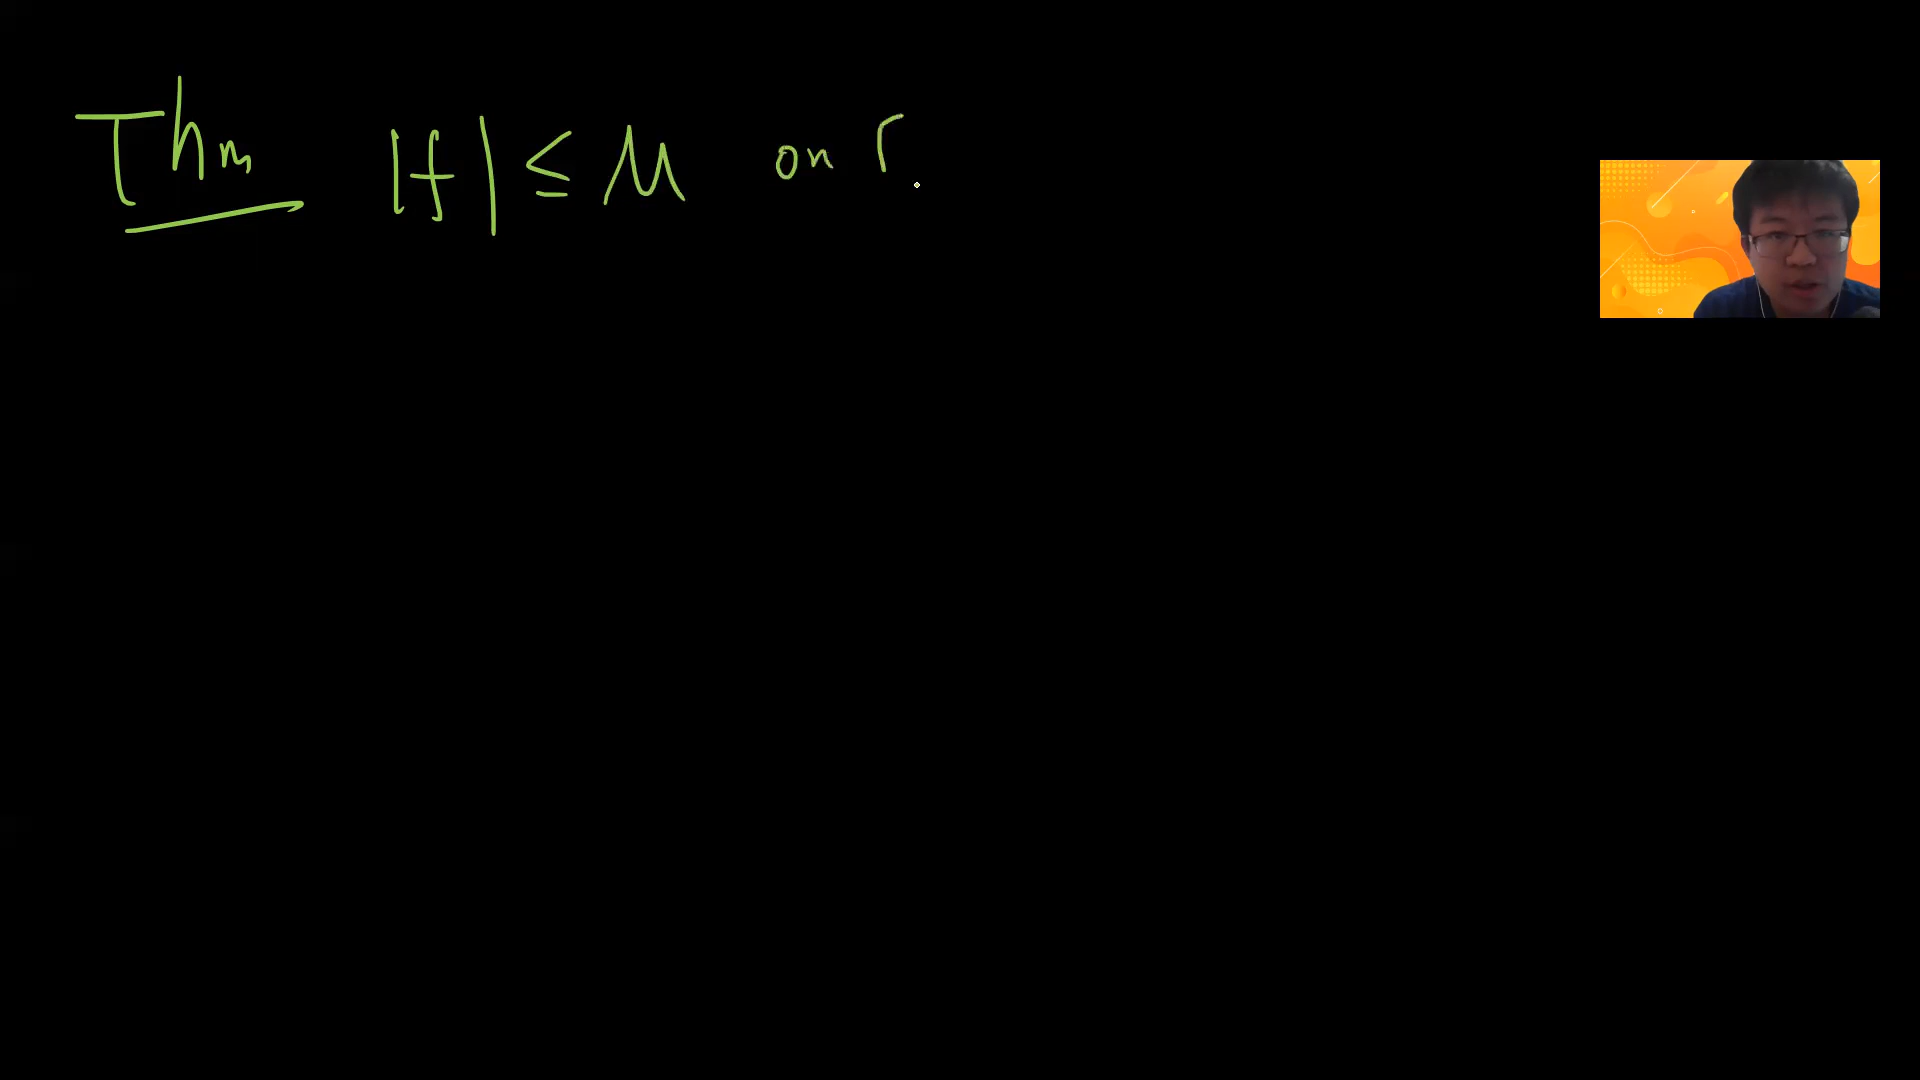 Thm |f| ≤ M on Γ